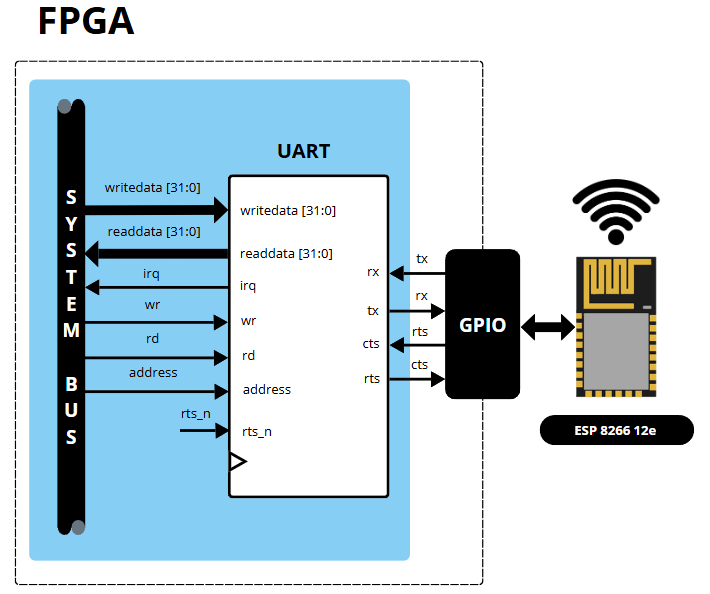 FPGA
UART
SYSTEM BUS
writedata [31:0]
writedata [31:0]
readdata [31:0]
readdata [31:0]
irq
irq
wr
wr
rd
rd
address
address
rts_n
rts_n
rx
tx
tx
rx
cts
rts
rts
cts
GPIO
ESP 8266 12e